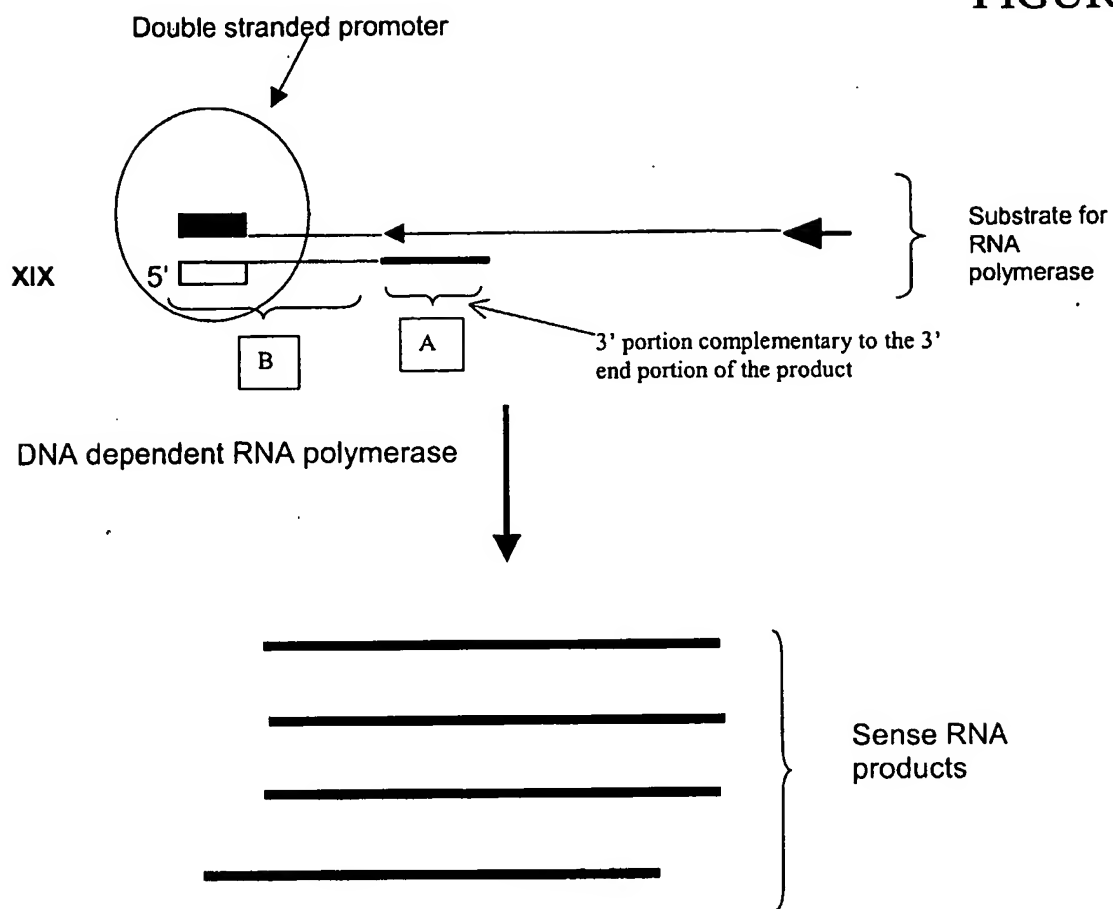 FIGUR
Double stranded promoter
Substrate for
RNA
polymerase
XIX
5'
B
A
3' portion complementary to the 3'
end portion of the product
DNA dependent RNA polymerase
Sense RNA
products